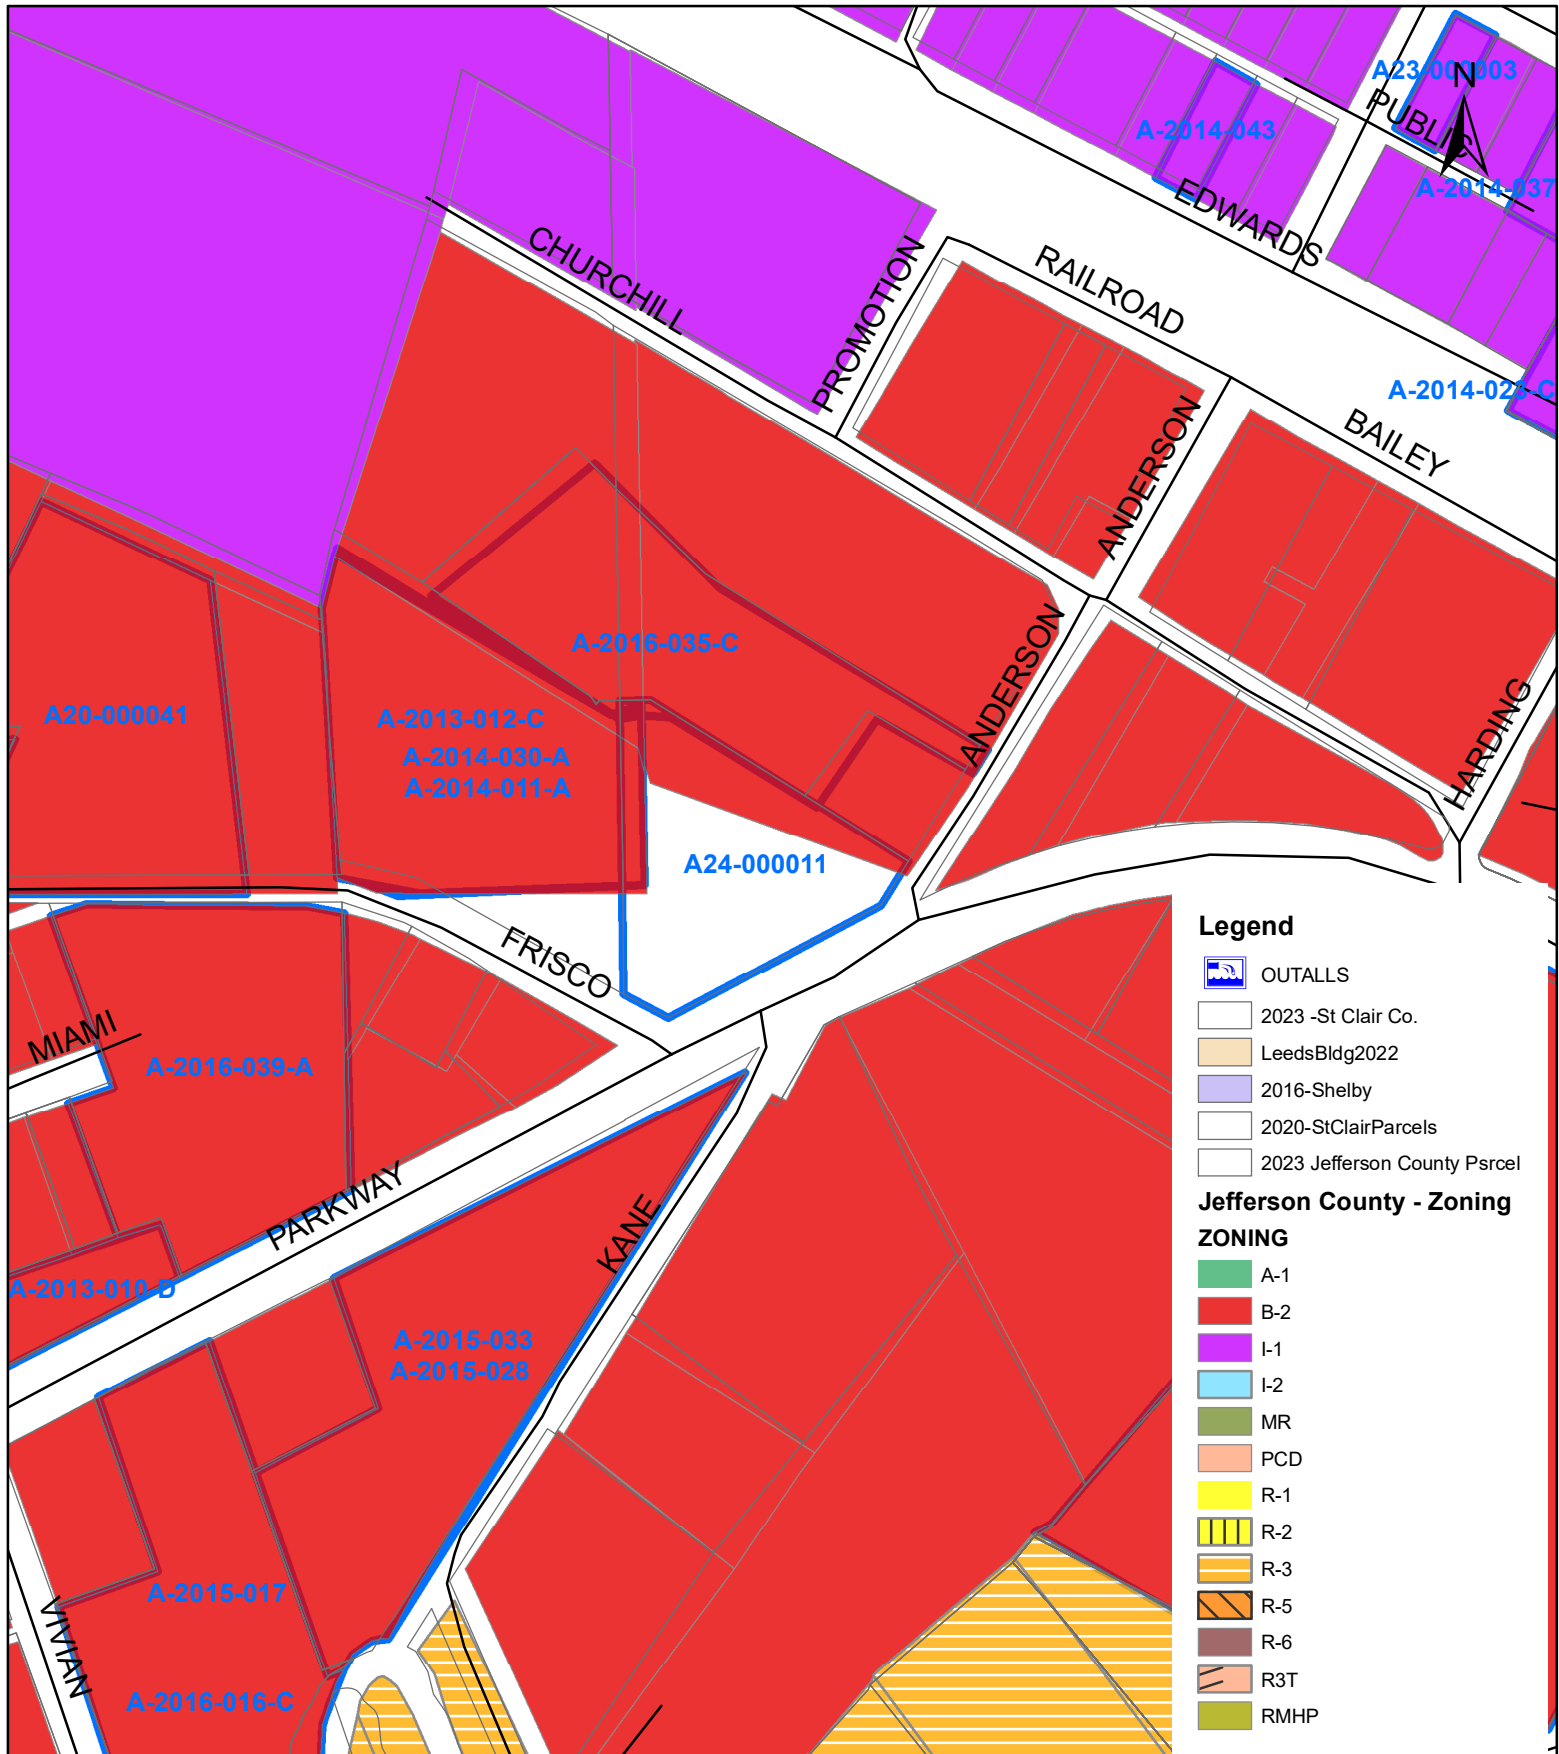 A23-000003
N
PUBLIC
A-2014-043
A-2014-037
EDWARDS
CHURCHILL
PROMOTION
RAILROAD
A-2014-023-C
ANDERSON
BAILEY
A-2016-035-C
ANDERSON
A20-000041
A-2013-012-C
A-2014-030-A
A-2014-011-A
HARDING
A24-000011
FRISCO
MIAMI
A-2016-039-A
PARKWAY
KANE
A-2013-010-D
A-2015-033
A-2015-028
A-2015-017
VIVIAN
A-2016-016-C
Legend
OUTALLS
2023 -St Clair Co.
LeedsBldg2022
2016-Shelby
2020-StClairParcels
2023 Jefferson County Psrcel
Jefferson County - Zoning
ZONING
A-1
B-2
I-1
I-2
MR
PCD
R-1
R-2
R-3
R-5
R-6
R3T
RMHP